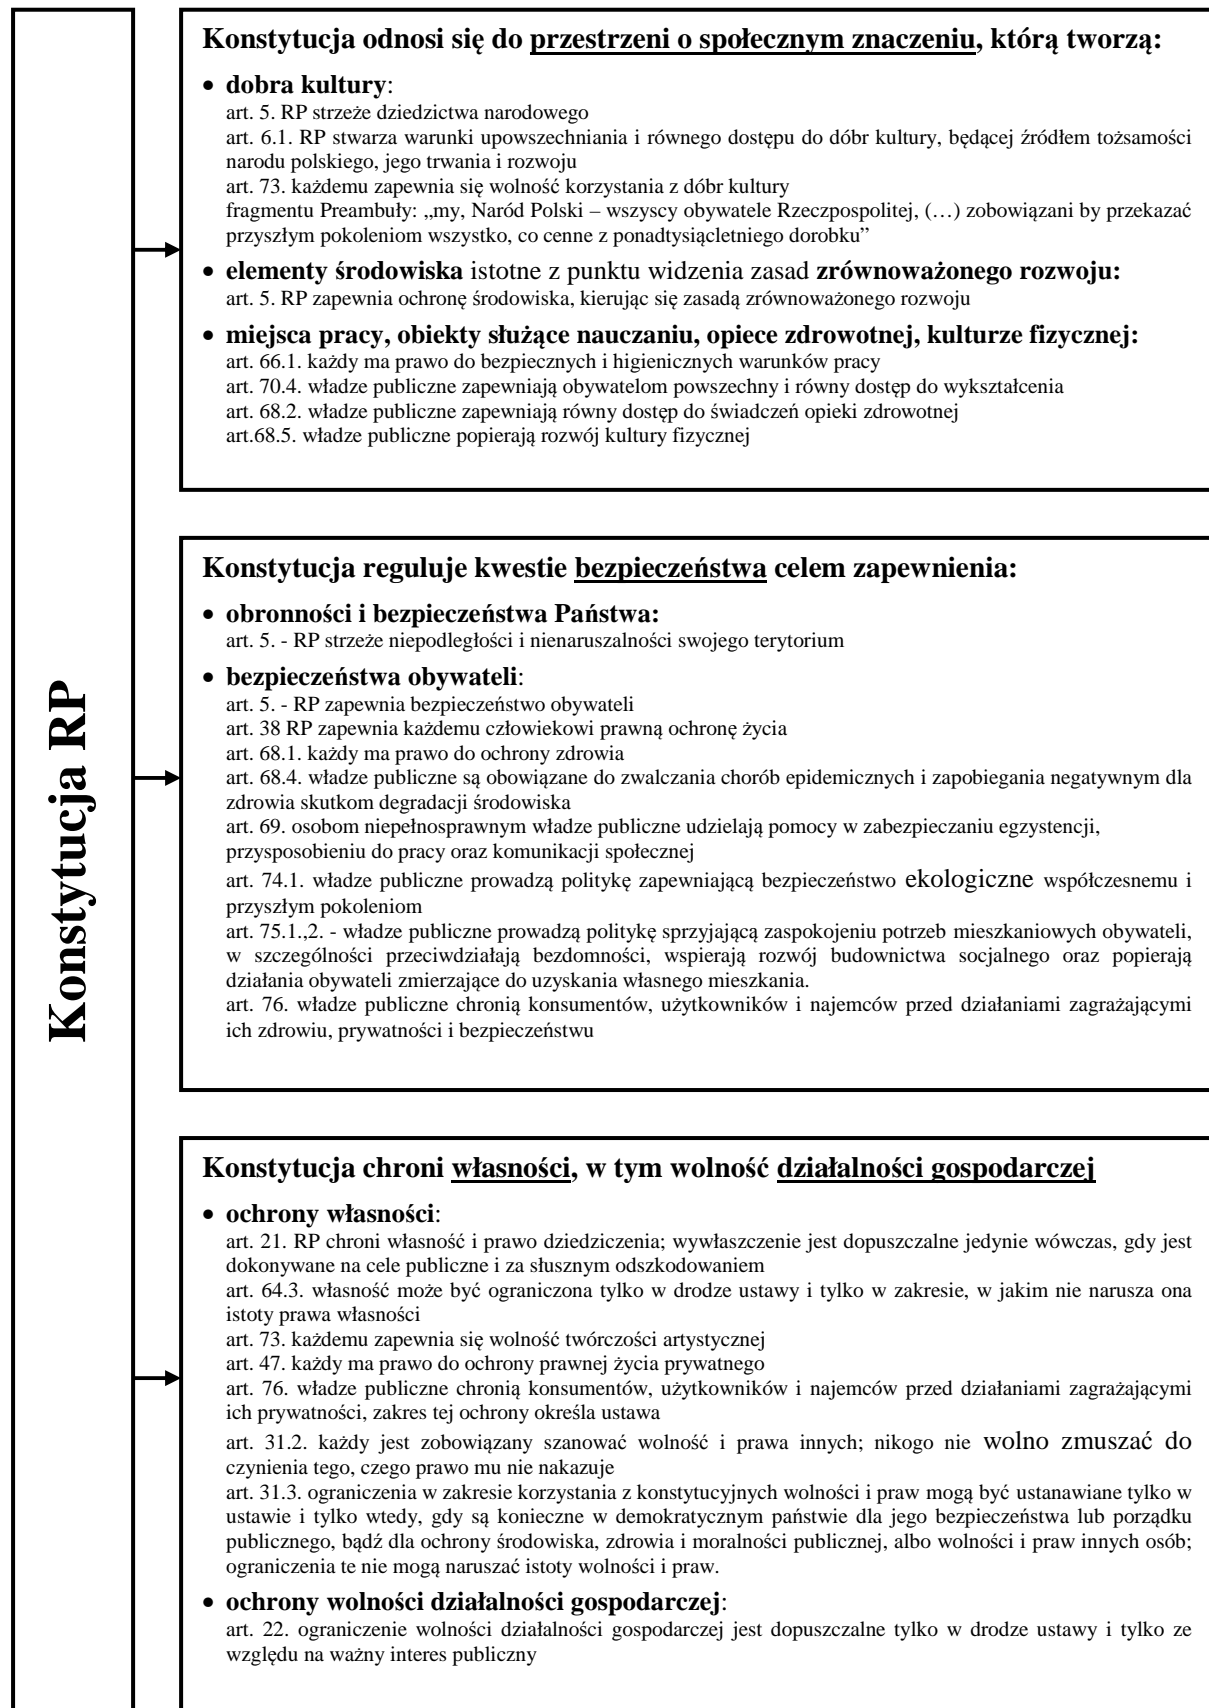 Konstytucja RP
Konstytucja odnosi się do przestrzeni o społecznym znaczeniu, którą tworzą:
• dobra kultury:
art. 5. RP strzeże dziedzictwa narodowego
art. 6.1. RP stwarza warunki upowszechniania i równego dostępu do dóbr kultury, będącej źródłem tożsamości
narodu polskiego, jego trwania i rozwoju
art. 73. każdemu zapewnia się wolność korzystania z dóbr kultury
fragmentu Preambuły: „my, Naród Polski – wszyscy obywatele Rzeczpospolitej, (…) zobowiązani by przekazać
przyszłym pokoleniom wszystko, co cenne z ponadtysiącletniego dorobku”
• elementy środowiska istotne z punktu widzenia zasad zrównoważonego rozwoju:
art. 5. RP zapewnia ochronę środowiska, kierując się zasadą zrównoważonego rozwoju
• miejsca pracy, obiekty służące nauczaniu, opiece zdrowotnej, kulturze fizycznej:
art. 66.1. każdy ma prawo do bezpiecznych i higienicznych warunków pracy
art. 70.4. władze publiczne zapewniają obywatelom powszechny i równy dostęp do wykształcenia
art. 68.2. władze publiczne zapewniają równy dostęp do świadczeń opieki zdrowotnej
art.68.5. władze publiczne popierają rozwój kultury fizycznej
Konstytucja reguluje kwestie bezpieczeństwa celem zapewnienia:
• obronności i bezpieczeństwa Państwa:
art. 5. - RP strzeże niepodległości i nienaruszalności swojego terytorium
• bezpieczeństwa obywateli:
art. 5. - RP zapewnia bezpieczeństwo obywateli
art. 38 RP zapewnia każdemu człowiekowi prawną ochronę życia
art. 68.1. każdy ma prawo do ochrony zdrowia
art. 68.4. władze publiczne są obowiązane do zwalczania chorób epidemicznych i zapobiegania negatywnym dla
zdrowia skutkom degradacji środowiska
art. 69. osobom niepełnosprawnym władze publiczne udzielają pomocy w zabezpieczaniu egzystencji,
przysposobieniu do pracy oraz komunikacji społecznej
art. 74.1. władze publiczne prowadzą politykę zapewniającą bezpieczeństwo ekologiczne współczesnemu i
przyszłym pokoleniom
art. 75.1.,2. - władze publiczne prowadzą politykę sprzyjającą zaspokojeniu potrzeb mieszkaniowych obywateli,
w szczególności przeciwdziałają bezdomności, wspierają rozwój budownictwa socjalnego oraz popierają
działania obywateli zmierzające do uzyskania własnego mieszkania.
art. 76. władze publiczne chronią konsumentów, użytkowników i najemców przed działaniami zagrażającymi
ich zdrowiu, prywatności i bezpieczeństwu
Konstytucja chroni własności, w tym wolność działalności gospodarczej
• ochrony własności:
art. 21. RP chroni własność i prawo dziedziczenia; wywłaszczenie jest dopuszczalne jedynie wówczas, gdy jest
dokonywane na cele publiczne i za słusznym odszkodowaniem
art. 64.3. własność może być ograniczona tylko w drodze ustawy i tylko w zakresie, w jakim nie narusza ona
istoty prawa własności
art. 73. każdemu zapewnia się wolność twórczości artystycznej
art. 47. każdy ma prawo do ochrony prawnej życia prywatnego
art. 76. władze publiczne chronią konsumentów, użytkowników i najemców przed działaniami zagrażającymi
ich prywatności, zakres tej ochrony określa ustawa
art. 31.2. każdy jest zobowiązany szanować wolność i prawa innych; nikogo nie wolno zmuszać do
czynienia tego, czego prawo mu nie nakazuje
art. 31.3. ograniczenia w zakresie korzystania z konstytucyjnych wolności i praw mogą być ustanawiane tylko w
ustawie i tylko wtedy, gdy są konieczne w demokratycznym państwie dla jego bezpieczeństwa lub porządku
publicznego, bądź dla ochrony środowiska, zdrowia i moralności publicznej, albo wolności i praw innych osób;
ograniczenia te nie mogą naruszać istoty wolności i praw.
• ochrony wolności działalności gospodarczej:
art. 22. ograniczenie wolności działalności gospodarczej jest dopuszczalne tylko w drodze ustawy i tylko ze
względu na ważny interes publiczny